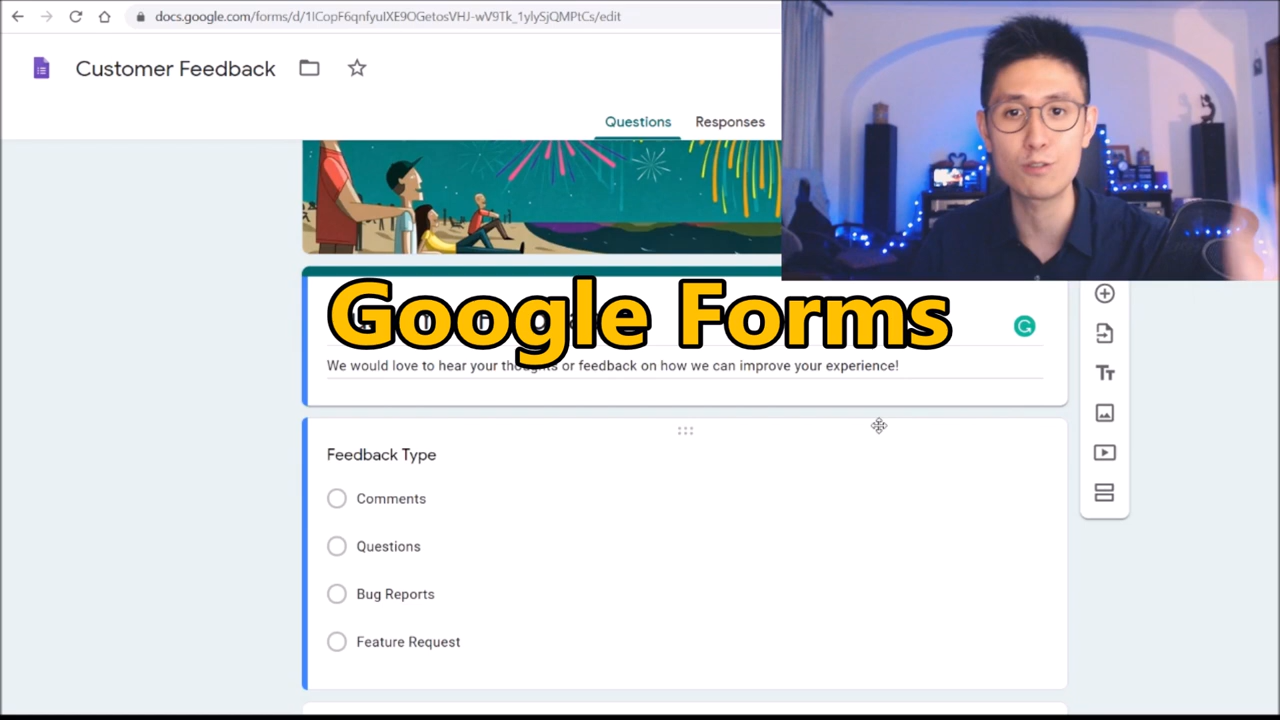 docs.google.com/forms/d/1ICopF6qnfyuIXE9OGetosVHJ-wV9Tk_1ylySjQMPtCs/edit
Customer Feedback
Questions Responses
Google Forms
We would love to hear your thoughts or feedback on how we can improve your experience!
Feedback Type
Comments
Questions
Bug Reports
Feature Request